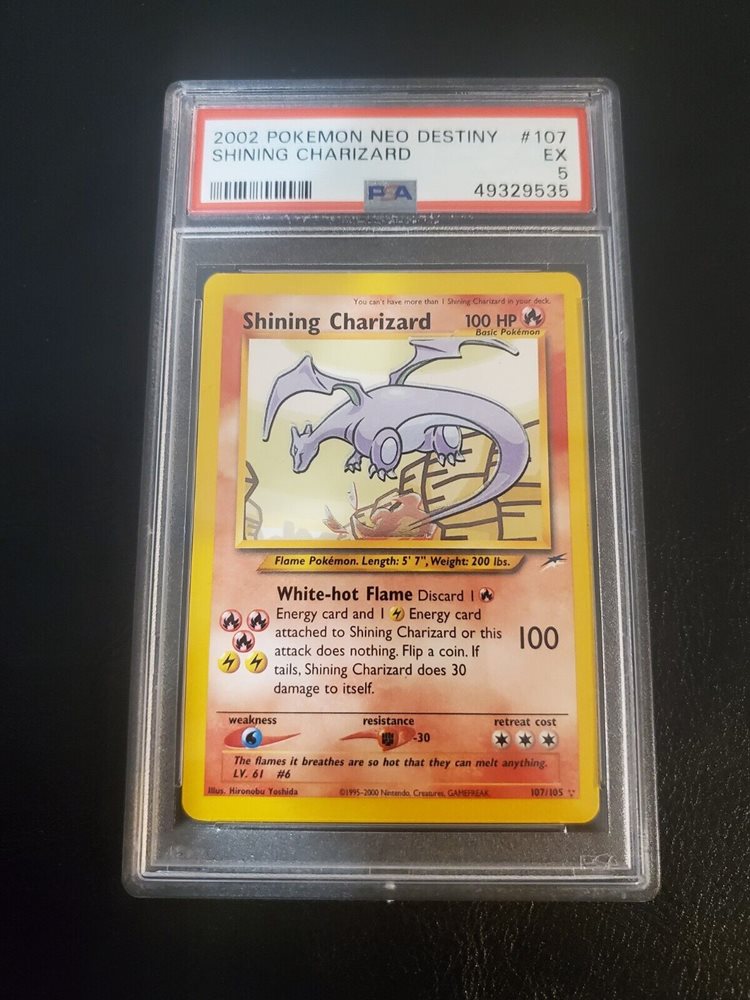 2002 POKEMON NEO DESTINY #107
SHINING CHARIZARD EX
5
PSA 49329535
You can't have more than 1 Shining Charizard in your deck.
Shining Charizard 100 HP
Basic Pokémon
Flame Pokémon. Length: 5' 7", Weight: 200 lbs.
White-hot Flame Discard 1
Energy card and 1 Energy card
attached to Shining Charizard or this
attack does nothing. Flip a coin. If
tails, Shining Charizard does 30
damage to itself.
100
weakness resistance retreat cost
-30
The flames it breathes are so hot that they can melt anything.
LV. 61 #6
Illus. Hironobu Yoshida ©1995-2000 Nintendo, Creatures, GAMEFREAK. 107/105
PSA